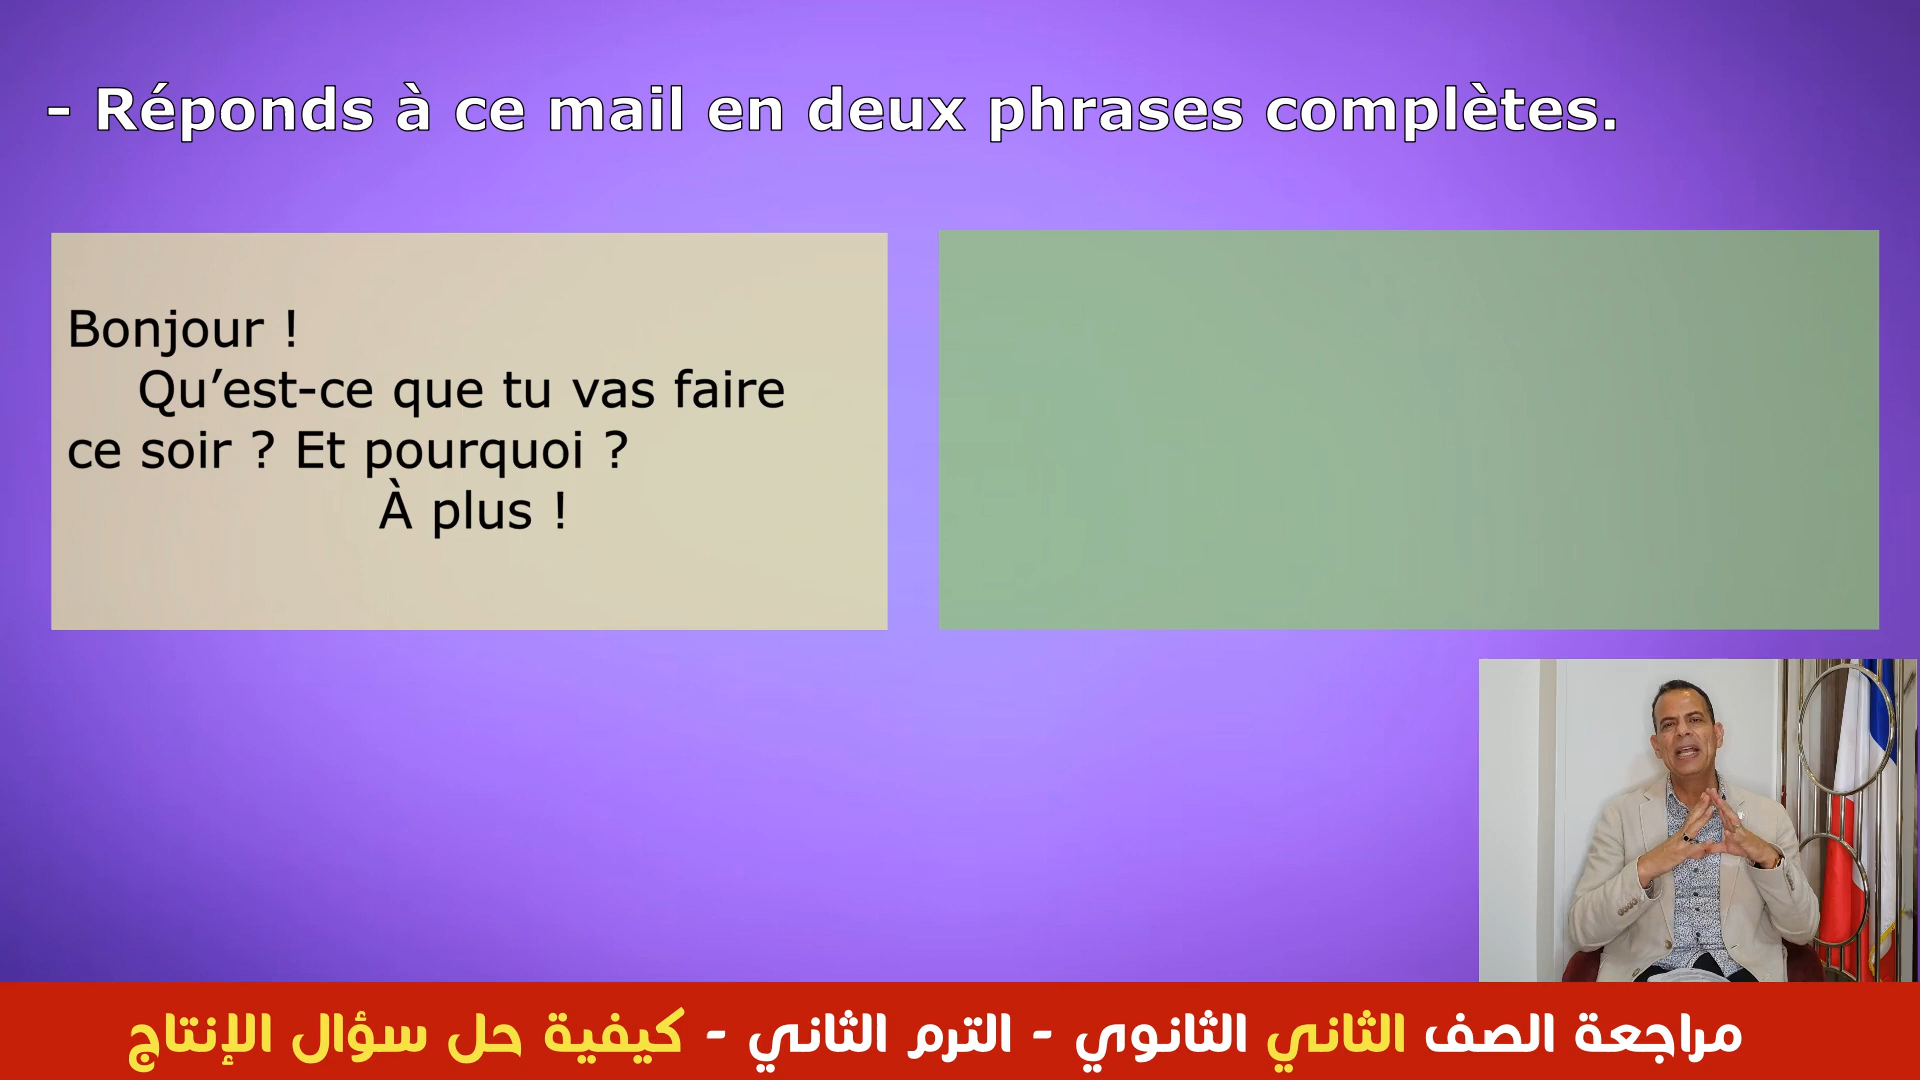 - Réponds à ce mail en deux phrases complètes.
Bonjour !
Qu’est-ce que tu vas faire
ce soir ? Et pourquoi ?
À plus !
مراجعة الصف الثاني الثانوي - الترم الثاني - كيفية حل سؤال الإنتاج